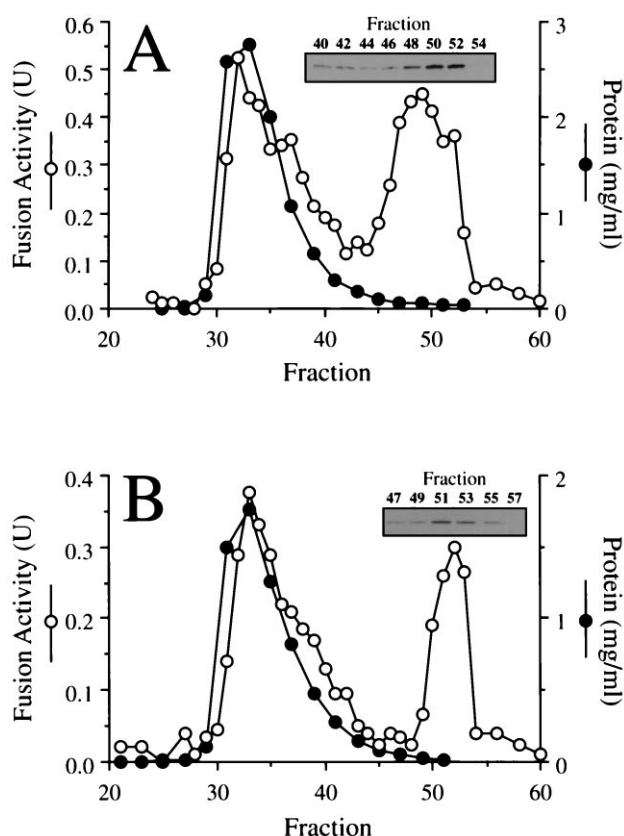 A
Fraction
40 42 44 46 48 50 52 54
Fusion Activity (U)
0.6
0.5
0.4
0.3
0.2
0.1
0.0
3
2
1
0
Protein (mg/ml)
20 30 40 50 60
Fraction
B
Fraction
47 49 51 53 55 57
Fusion Activity (U)
0.4
0.3
0.2
0.1
0.0
2
1
0
Protein (mg/ml)
20 30 40 50 60
Fraction